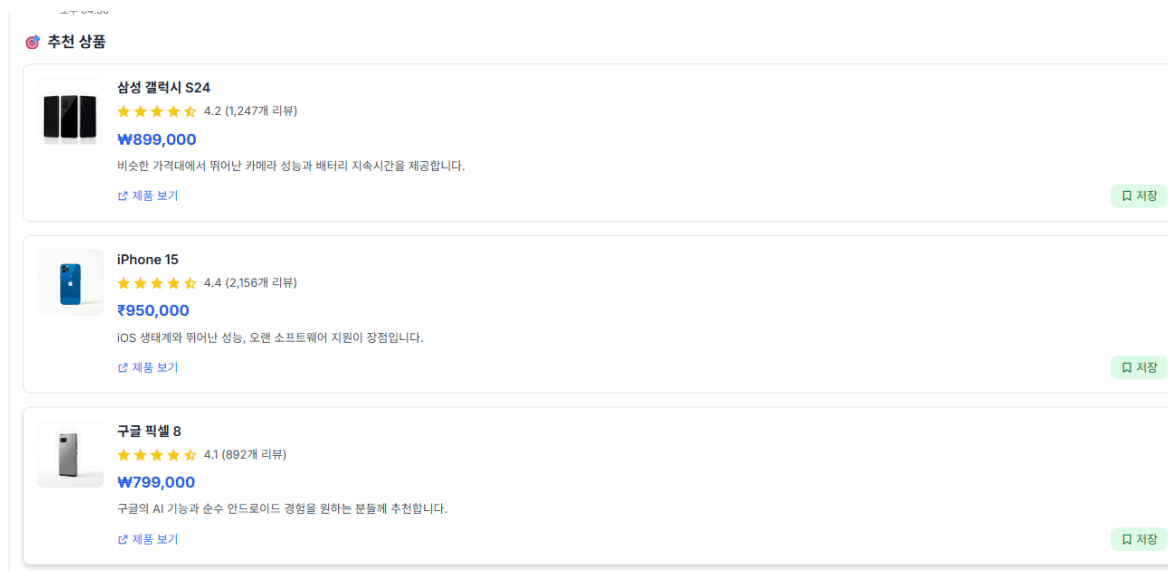 오후 04:30
추천 상품
삼성 갤럭시 S24
4.2 (1,247개 리뷰)
₩899,000
비슷한 가격대에서 뛰어난 카메라 성능과 배터리 지속시간을 제공합니다.
제품 보기
저장
iPhone 15
4.4 (2,156개 리뷰)
₹950,000
iOS 생태계와 뛰어난 성능, 오랜 소프트웨어 지원이 장점입니다.
제품 보기
저장
구글 픽셀 8
4.1 (892개 리뷰)
₩799,000
구글의 AI 기능과 순수 안드로이드 경험을 원하는 분들께 추천합니다.
제품 보기
저장